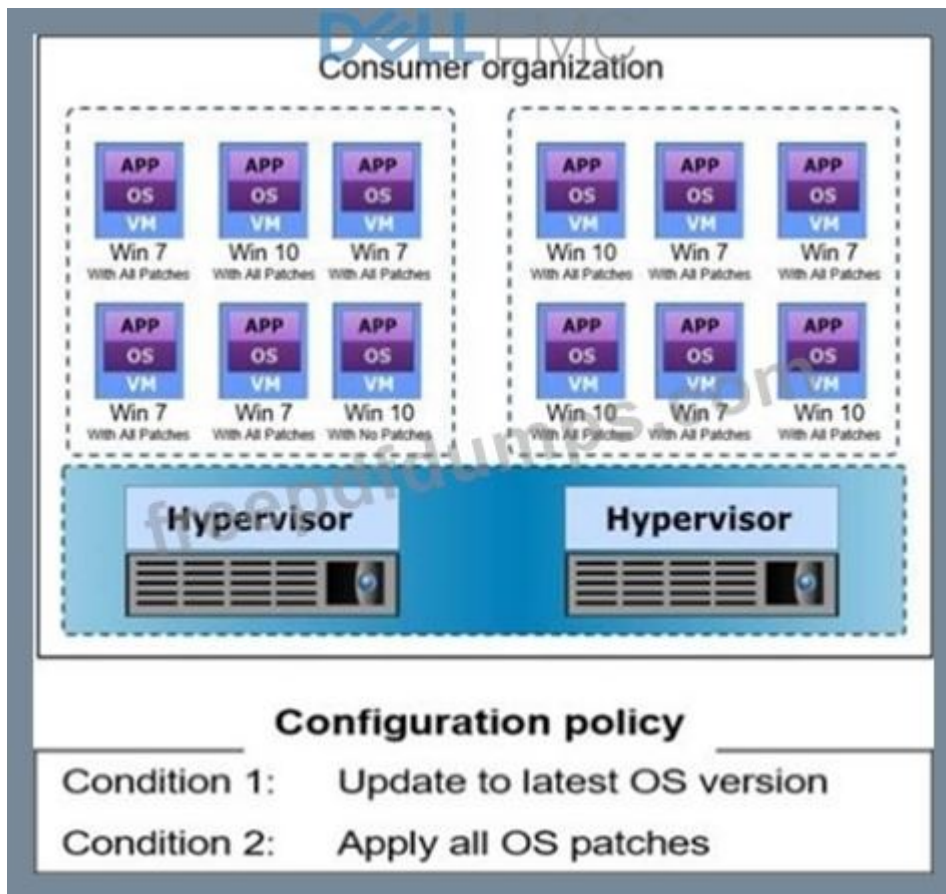 DELL EMC
Consumer organization
APP APP APP APP APP APP
OS OS OS OS OS OS
VM VM VM VM VM VM
Win 7 Win 10 Win 7 Win 10 Win 7 Win 7
With All Patches With All Patches With All Patches With All Patches With All Patches With All Patches
APP APP APP APP APP APP
OS OS OS OS OS OS
VM VM VM VM VM VM
Win 7 Win 7 Win 10 Win 10 Win 7 Win 10
With All Patches With All Patches With No Patches With All Patches With All Patches With All Patches
freepdfdumps.com
Hypervisor Hypervisor
Configuration policy
Condition 1: Update to latest OS version
Condition 2: Apply all OS patches